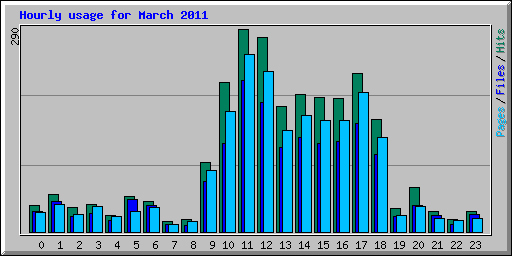 Hourly usage for March 2011
290
Pages/Files/Hits
0 1 2 3 4 5 6 7 8 9 10 11 12 13 14 15 16 17 18 19 20 21 22 23